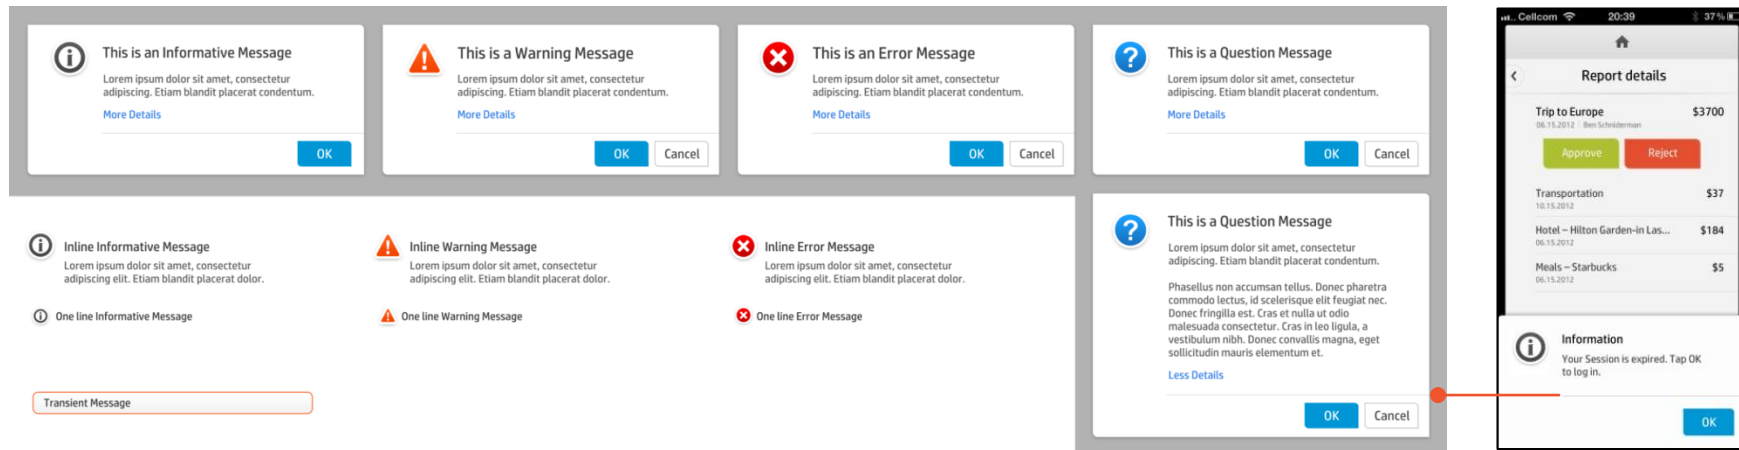 This is an Informative Message
Lorem ipsum dolor sit amet, consectetur
adipiscing. Etiam blandit placerat condentum.
More Details
OK
This is a Warning Message
Lorem ipsum dolor sit amet, consectetur
adipiscing. Etiam blandit placerat condentum.
More Details
OK
Cancel
This is an Error Message
Lorem ipsum dolor sit amet, consectetur
adipiscing. Etiam blandit placerat condentum.
More Details
OK
Cancel
This is a Question Message
Lorem ipsum dolor sit amet, consectetur
adipiscing. Etiam blandit placerat condentum.
More Details
OK
Cancel
Inline Informative Message
Lorem ipsum dolor sit amet, consectetur
adipiscing elit. Etiam blandit placerat dolor.
One line Informative Message
Inline Warning Message
Lorem ipsum dolor sit amet, consectetur
adipiscing elit. Etiam blandit placerat dolor.
One line Warning Message
Inline Error Message
Lorem ipsum dolor sit amet, consectetur
adipiscing elit. Etiam blandit placerat dolor.
One line Error Message
Transient Message
This is a Question Message
Lorem ipsum dolor sit amet, consectetur
adipiscing. Etiam blandit placerat condentum.
Phasellus non accumsan tellus. Donec pharetra
commodo lectus, id scelerisque elit feugiat nec.
Donec fringilla est. Cras et nulla ut odio
malesuada consectetur. Cras in leo ligula, a
vestibulum nibh. Donec convallis magna, eget
sollicitudin mauris elementum et.
Less Details
OK
Cancel
Cellcom 20:39 37%
Report details
Trip to Europe $3700
06.15.2012 Ben Schniderman
Approve Reject
Transportation $37
10.15.2012
Hotel – Hilton Garden-in Las... $184
06.15.2012
Meals – Starbucks $5
06.15.2012
Information
Your Session is expired. Tap OK
to log in.
OK